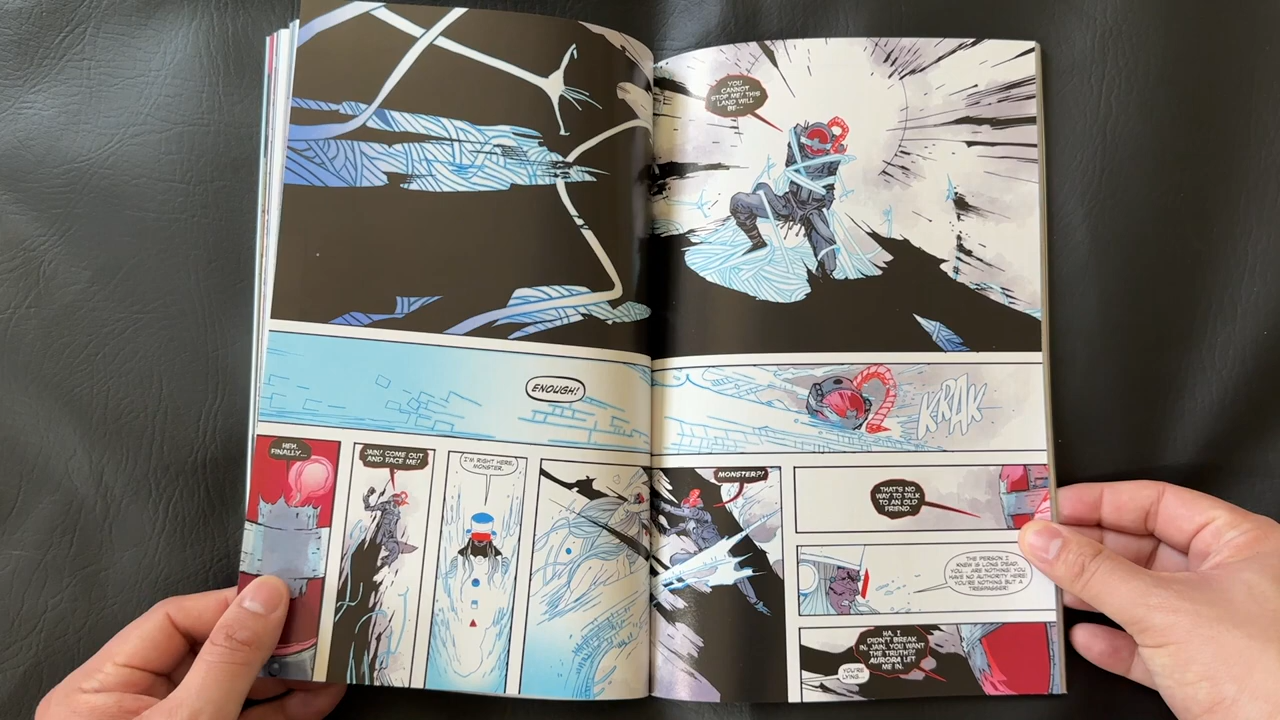 YOU
CANNOT
STOP ME! THIS
LAND WILL
BE--
ENOUGH!
KRAK
HEH.
FINALLY...
JAIN! COME OUT
AND FACE ME!
I'M RIGHT HERE,
MONSTER.
MONSTER?!
THAT'S NO
WAY TO TALK
TO AN OLD
FRIEND.
THE PERSON I
KNEW IS LONG DEAD.
YOU... ARE NOTHING! YOU
HAVE NO AUTHORITY HERE!
YOU'RE NOTHING BUT A
TRESPASSER!
HA. I
DIDN'T BREAK
IN, JAIN. YOU WANT
THE TRUTH?!
AURORA LET
ME IN.
YOU'RE
LYING...